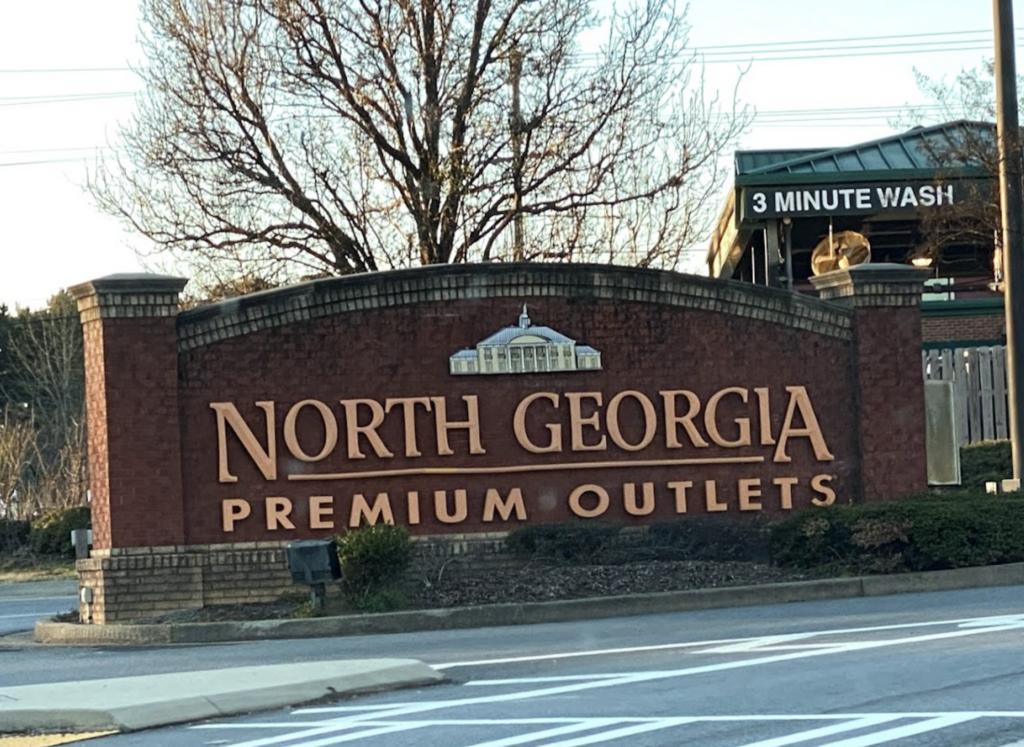 3 MINUTE WASH
NORTH GEORGIA
PREMIUM OUTLETS